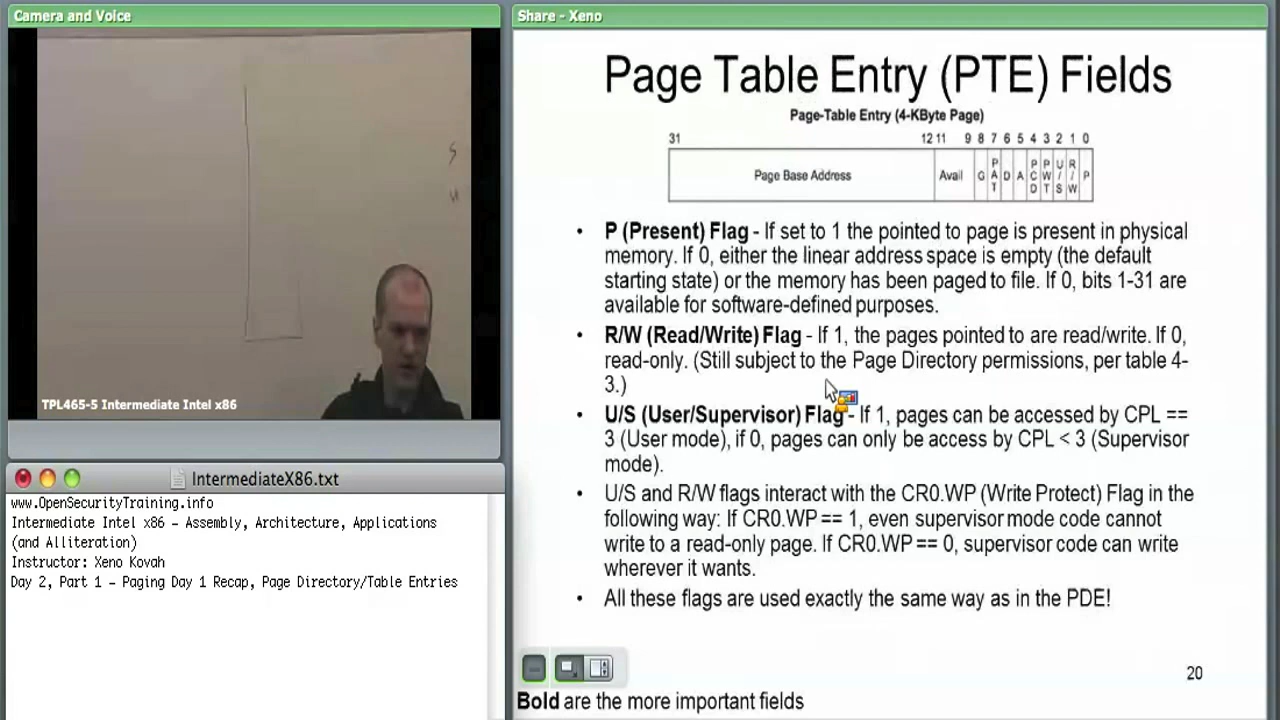 Camera and Voice
S
u
TPL465-5 Intermediate Intel x86
IntermediateX86.txt
www.OpenSecurityTraining.info
Intermediate Intel x86 – Assembly, Architecture, Applications
(and Alliteration)
Instructor: Xeno Kovah
Day 2, Part 1 – Paging Day 1 Recap, Page Directory/Table Entries
Share - Xeno
Page Table Entry (PTE) Fields
Page-Table Entry (4-KByte Page)
31 12 11 9 8 7 6 5 4 3 2 1 0
Page Base Address Avail G PAT D A PCD PWT U/S R/W P
• P (Present) Flag - If set to 1 the pointed to page is present in physical
memory. If 0, either the linear address space is empty (the default
starting state) or the memory has been paged to file. If 0, bits 1-31 are
available for software-defined purposes.
• R/W (Read/Write) Flag - If 1, the pages pointed to are read/write. If 0,
read-only. (Still subject to the Page Directory permissions, per table 4-
3.)
• U/S (User/Supervisor) Flag - If 1, pages can be accessed by CPL ==
3 (User mode), if 0, pages can only be access by CPL < 3 (Supervisor
mode).
• U/S and R/W flags interact with the CR0.WP (Write Protect) Flag in the
following way: If CR0.WP == 1, even supervisor mode code cannot
write to a read-only page. If CR0.WP == 0, supervisor code can write
wherever it wants.
• All these flags are used exactly the same way as in the PDE!
20
Bold are the more important fields